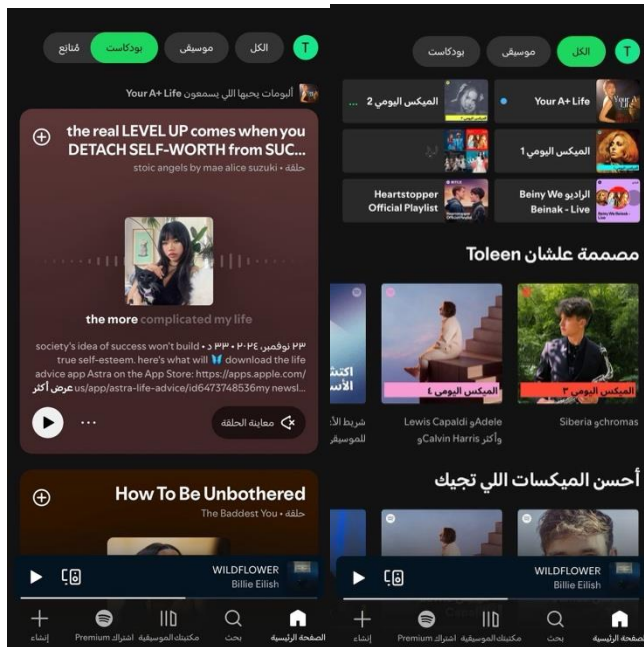 T
الكل
موسيقى
بودكاست
مُتابَع
ألبومات يحبها اللي يسمعون Your A+ Life
the real LEVEL UP comes when you
DETACH SELF-WORTH from SUC...
حلقة • stoic angels by mae alice suzuki
the more complicated my life
٢٣ نوفمبر، ٢٠٢٤ • ٣٣ د • society's idea of success won't build
true self-esteem. here's what will 🦋 download the life
advice app Astra on the App Store: https://apps.apple.com/
us/app/astra-life-advice/id6473748536my newsl... عرض أكثر
معاينة الحلقة
How To Be Unbothered
حلقة • The Baddest You
WILDFLOWER
Billie Eilish
الصفحة الرئيسية
بحث
مكتبتك الموسيقية
اشتراك Premium
إنشاء
T
الكل
موسيقى
بودكاست
Your A+ Life
الميكس اليومي 2
الميكس اليومي 1
الراديو Beiny We
Beinak - Live
Heartstopper
Official Playlist
مصممة علشان Toleen
الميكس اليومي ٣
الميكس اليومي ٤
chromas و Siberia
Adele و Lewis Capaldi
و Calvin Harris وأكثر
أحسن الميكسات اللي تجيك
WILDFLOWER
Billie Eilish
الصفحة الرئيسية
بحث
مكتبتك الموسيقية
اشتراك Premium
إنشاء